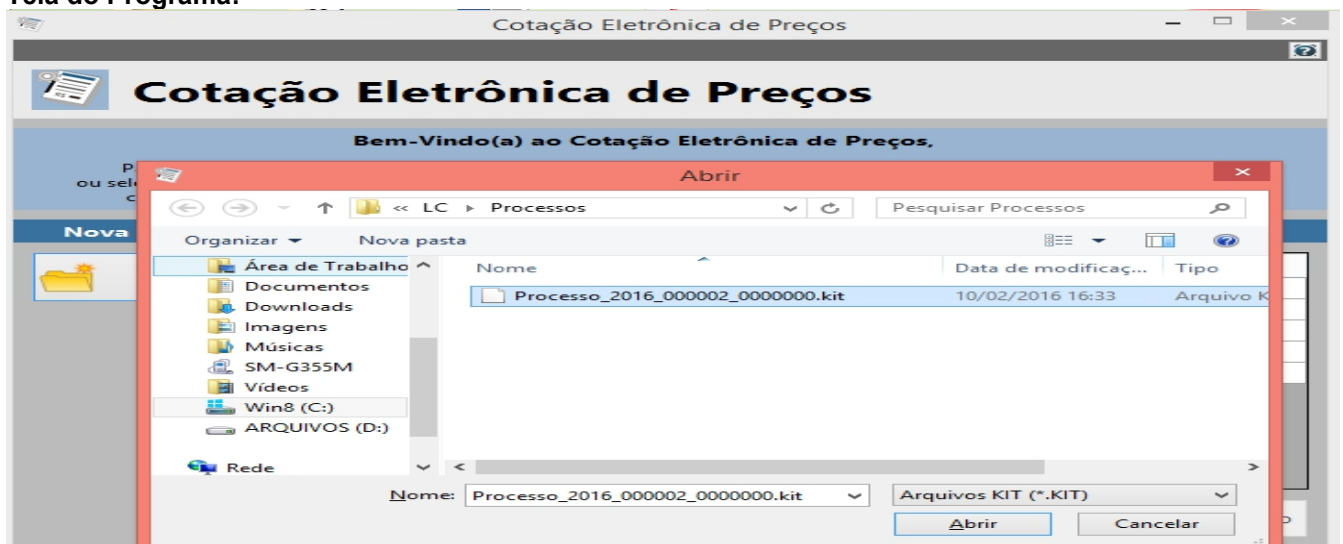 Tela do Programa:
Cotação Eletrônica de Preços
Cotação Eletrônica de Preços
Bem-Vindo(a) ao Cotação Eletrônica de Preços,
P
ou sel
c
Nova
Abrir
« LC ▸ Processos
Pesquisar Processos
Organizar
Nova pasta
Nome
Data de modificaç...
Tipo
Área de Trabalho
Documentos
Downloads
Imagens
Músicas
SM-G355M
Vídeos
Win8 (C:)
ARQUIVOS (D:)
Rede
Processo_2016_000002_0000000.kit
10/02/2016 16:33
Arquivo K
Nome:
Processo_2016_000002_0000000.kit
Arquivos KIT (*.KIT)
Abrir
Cancelar